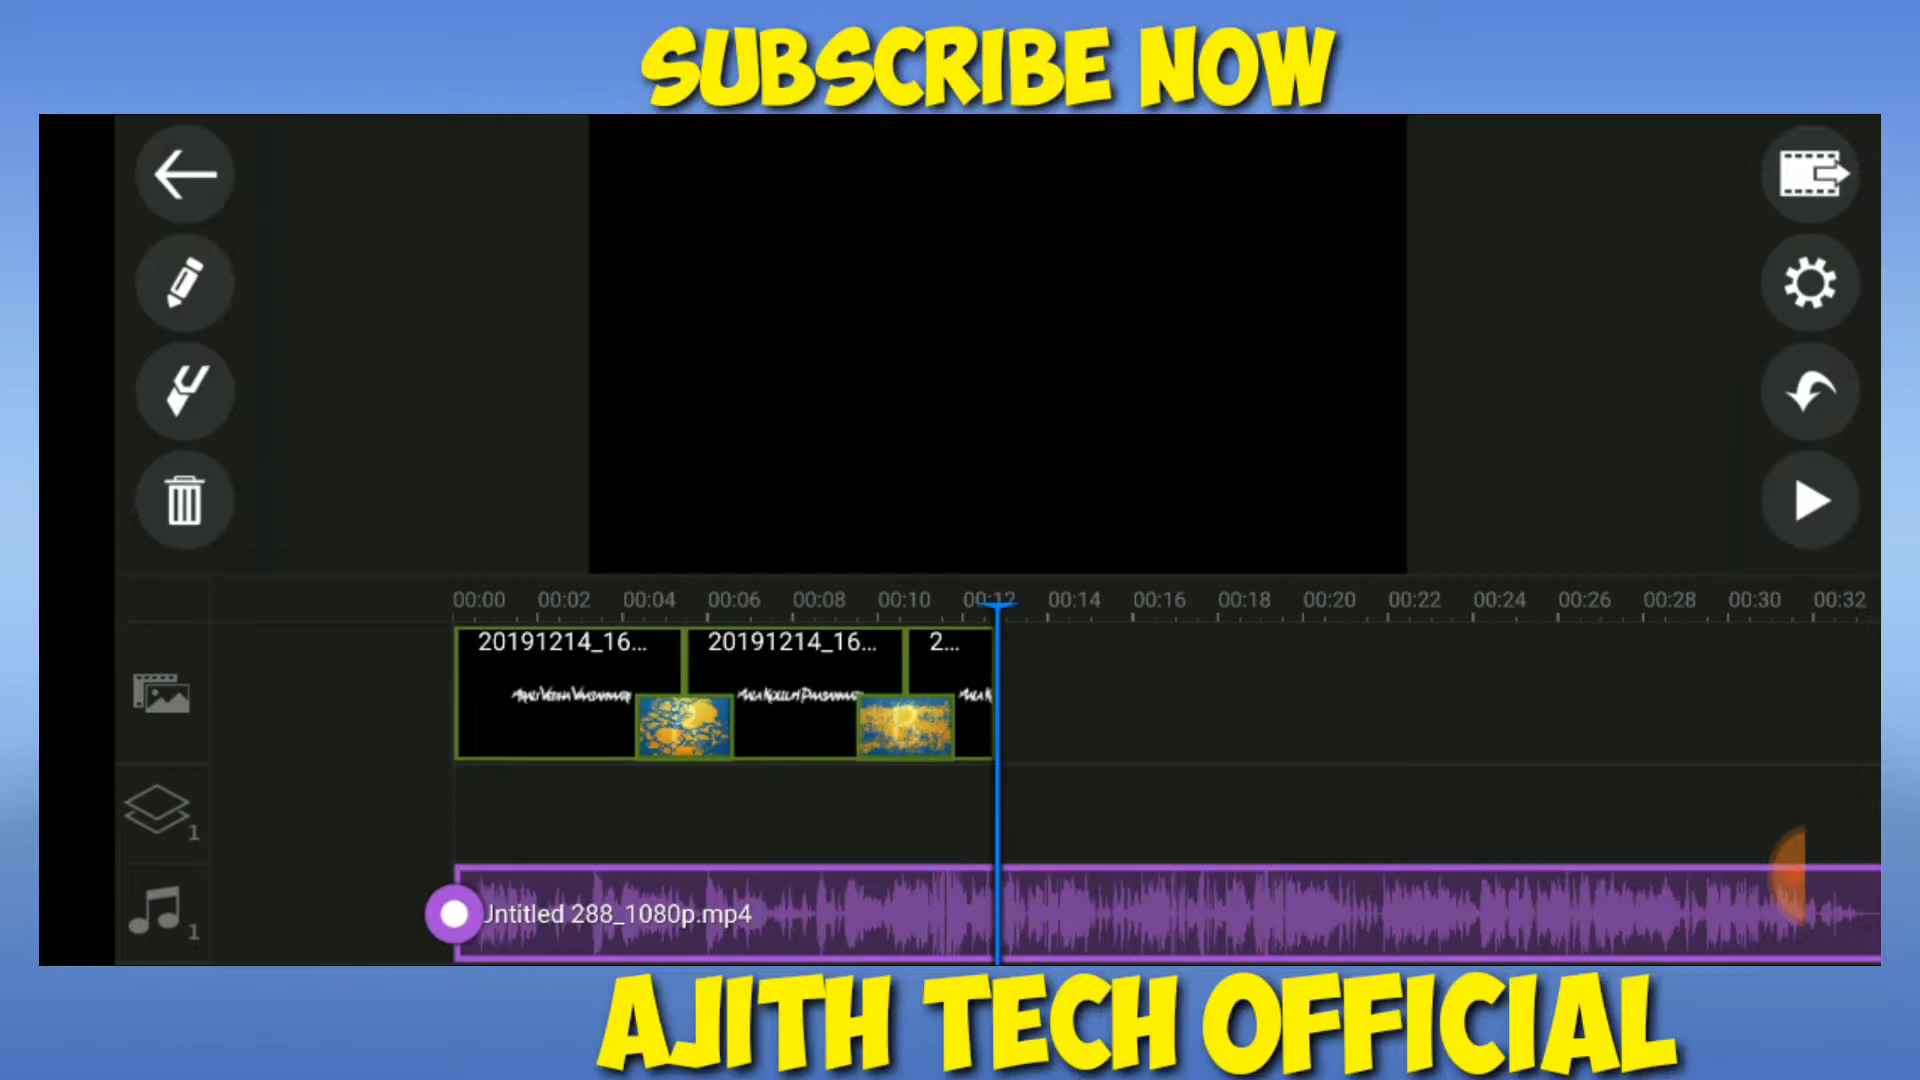 SUBSCRIBE NOW
00:00 00:02 00:04 00:06 00:08 00:10 00:12 00:14 00:16 00:18 00:20 00:22 00:24 00:26 00:28 00:30 00:32
20191214_16... 20191214_16... 2...
1
Untitled 288_1080p.mp4
1
AJITH TECH OFFICIAL